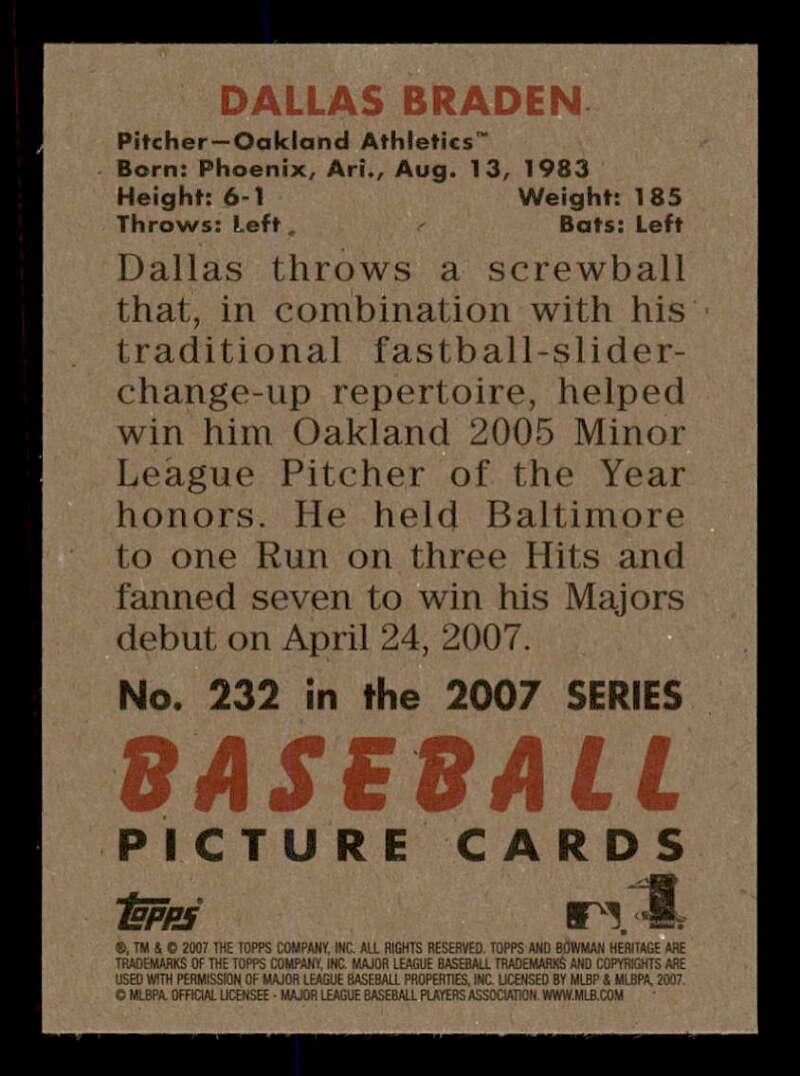 DALLAS BRADEN
Pitcher—Oakland Athletics™
Born: Phoenix, Ari., Aug. 13, 1983
Height: 6-1 Weight: 185
Throws: Left Bats: Left
Dallas throws a screwball
that, in combination with his
traditional fastball-slider-
change-up repertoire, helped
win him Oakland 2005 Minor
League Pitcher of the Year
honors. He held Baltimore
to one Run on three Hits and
fanned seven to win his Majors
debut on April 24, 2007.
No. 232 in the 2007 SERIES
BASEBALL
PICTURE CARDS
topps
®, TM & © 2007 THE TOPPS COMPANY, INC. ALL RIGHTS RESERVED. TOPPS AND BOWMAN HERITAGE ARE
TRADEMARKS OF THE TOPPS COMPANY, INC. MAJOR LEAGUE BASEBALL TRADEMARKS AND COPYRIGHTS ARE
USED WITH PERMISSION OF MAJOR LEAGUE BASEBALL PROPERTIES, INC. LICENSED BY MLBP & MLBPA, 2007.
© MLBPA. OFFICIAL LICENSEE - MAJOR LEAGUE BASEBALL PLAYERS ASSOCIATION. WWW.MLB.COM